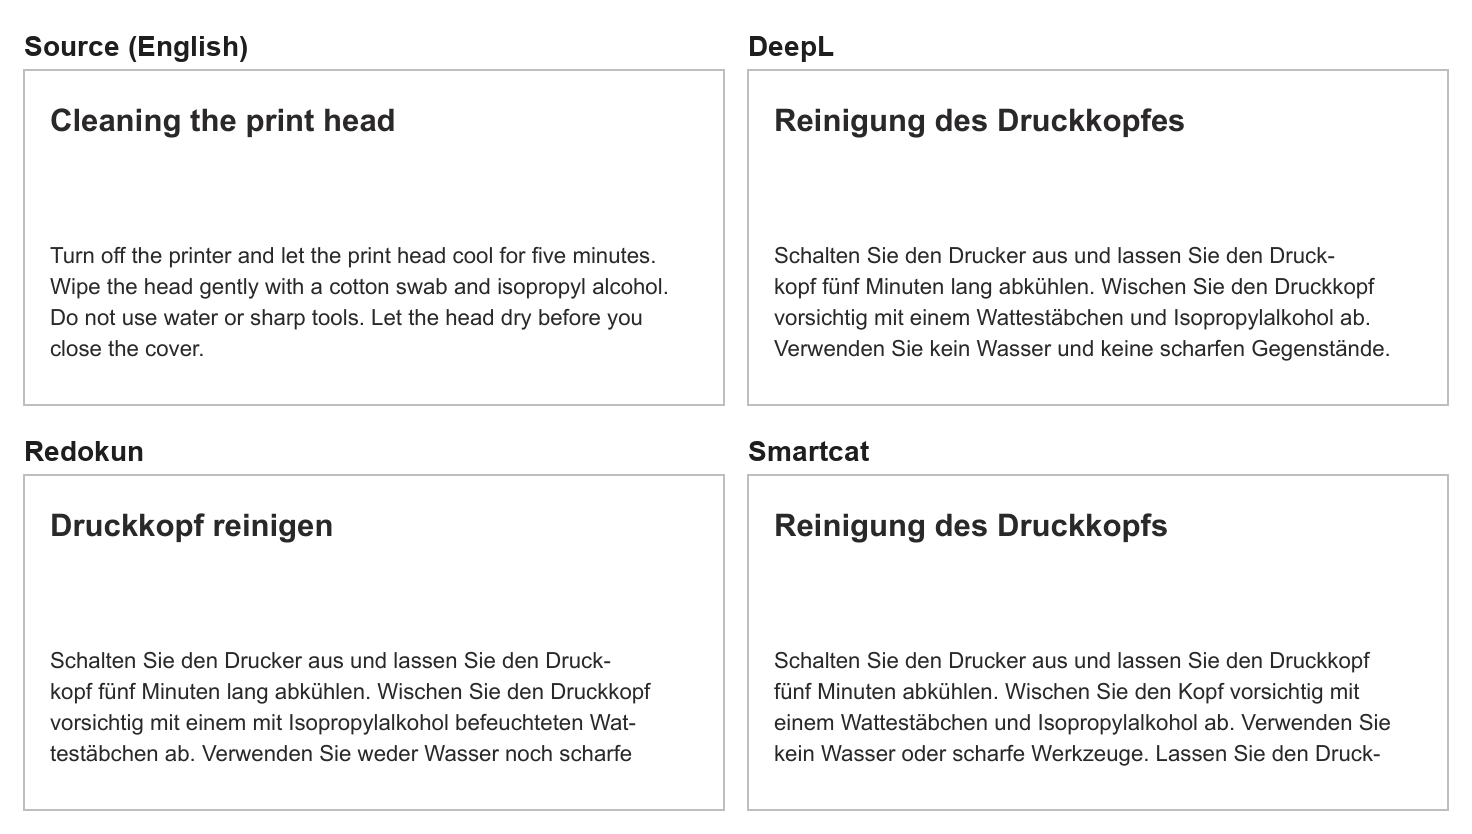 Source (English)
Cleaning the print head
Turn off the printer and let the print head cool for five minutes.
Wipe the head gently with a cotton swab and isopropyl alcohol.
Do not use water or sharp tools. Let the head dry before you
close the cover.
DeepL
Reinigung des Druckkopfes
Schalten Sie den Drucker aus und lassen Sie den Druck-
kopf fünf Minuten lang abkühlen. Wischen Sie den Druckkopf
vorsichtig mit einem Wattestäbchen und Isopropylalkohol ab.
Verwenden Sie kein Wasser und keine scharfen Gegenstände.
Redokun
Druckkopf reinigen
Schalten Sie den Drucker aus und lassen Sie den Druck-
kopf fünf Minuten lang abkühlen. Wischen Sie den Druckkopf
vorsichtig mit einem mit Isopropylalkohol befeuchteten Wat-
testäbchen ab. Verwenden Sie weder Wasser noch scharfe
Smartcat
Reinigung des Druckkopfs
Schalten Sie den Drucker aus und lassen Sie den Druckkopf
fünf Minuten abkühlen. Wischen Sie den Kopf vorsichtig mit
einem Wattestäbchen und Isopropylalkohol ab. Verwenden Sie
kein Wasser oder scharfe Werkzeuge. Lassen Sie den Druck-